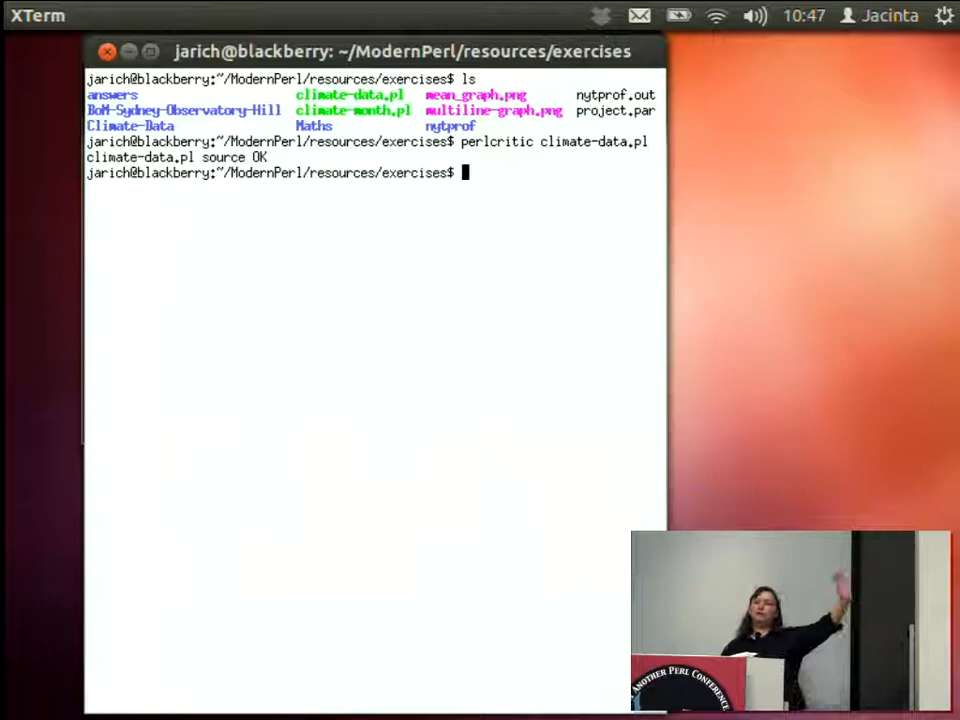 XTerm 10:47 Jacinta
jarich@blackberry: ~/ModernPerl/resources/exercises
jarich@blackberry:~/ModernPerl/resources/exercises$ ls
answers climate-data.pl mean_graph.png nytprof.out
BoM-Sydney-Observatory-Hill climate-month.pl multiline-graph.png project.par
Climate-Data Maths nytprof
jarich@blackberry:~/ModernPerl/resources/exercises$ perlcritic climate-data.pl
climate-data.pl source OK
jarich@blackberry:~/ModernPerl/resources/exercises$
ANOTHER PERL CONFERENCE